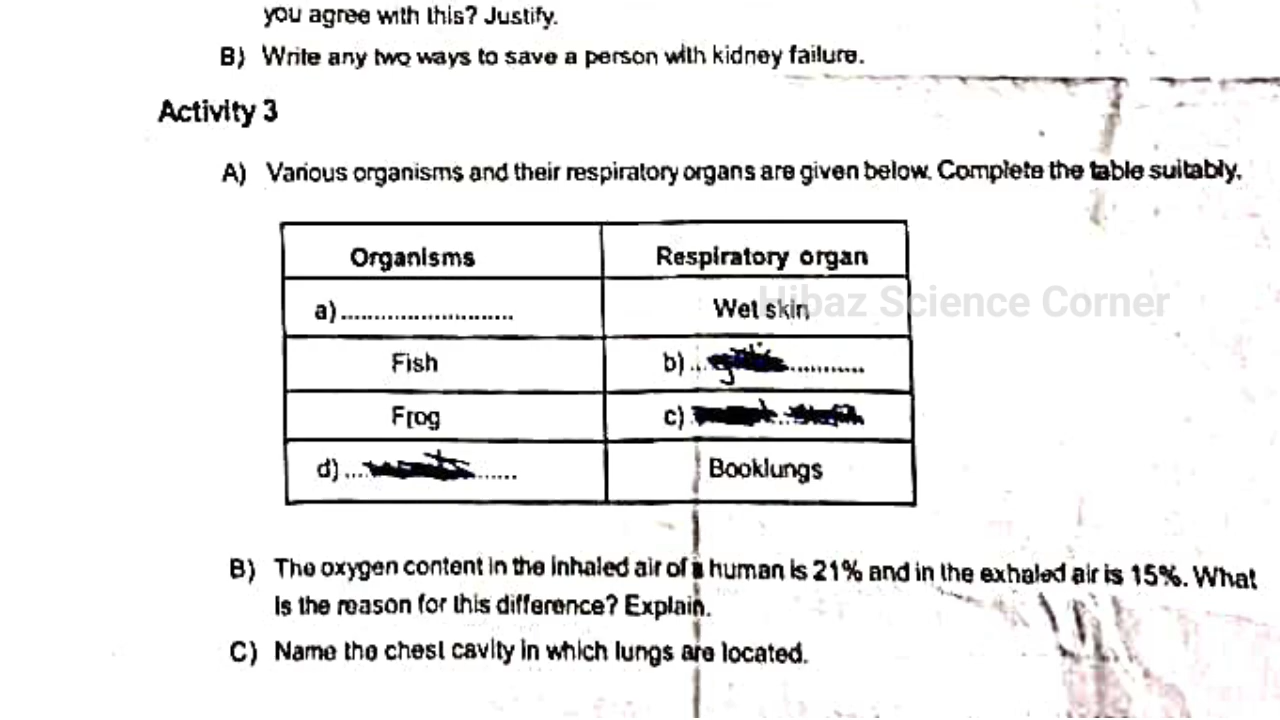 you agree with this? Justify.
B) Write any two ways to save a person with kidney failure.
Activity 3
A) Various organisms and their respiratory organs are given below. Complete the table suitably.
Organisms Respiratory organ
a)........................... Wet skin
Hibaz Science Corner
Fish b)
Frog c)
d) Booklungs
B) The oxygen content in the inhaled air of a human is 21% and in the exhaled air is 15%. What
is the reason for this difference? Explain.
C) Name the chest cavity in which lungs are located.